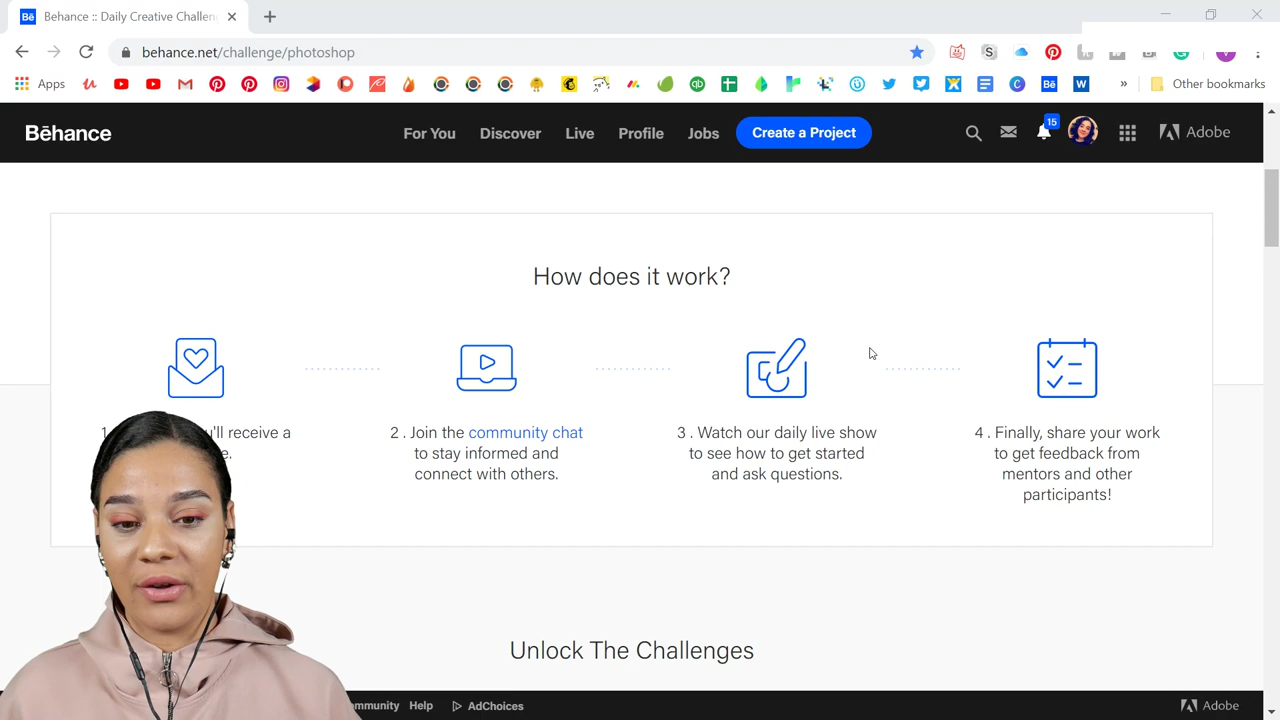 Bē Behance :: Daily Creative Challen
behance.net/challenge/photoshop
Apps
Other bookmarks
Bēhance
For You
Discover
Live
Profile
Jobs
Create a Project
15
Adobe
How does it work?
'll receive a
e.
2 . Join the community chat
to stay informed and
connect with others.
3 . Watch our daily live show
to see how to get started
and ask questions.
4 . Finally, share your work
to get feedback from
mentors and other
participants!
Unlock The Challenges
mmunity
Help
AdChoices
Adobe